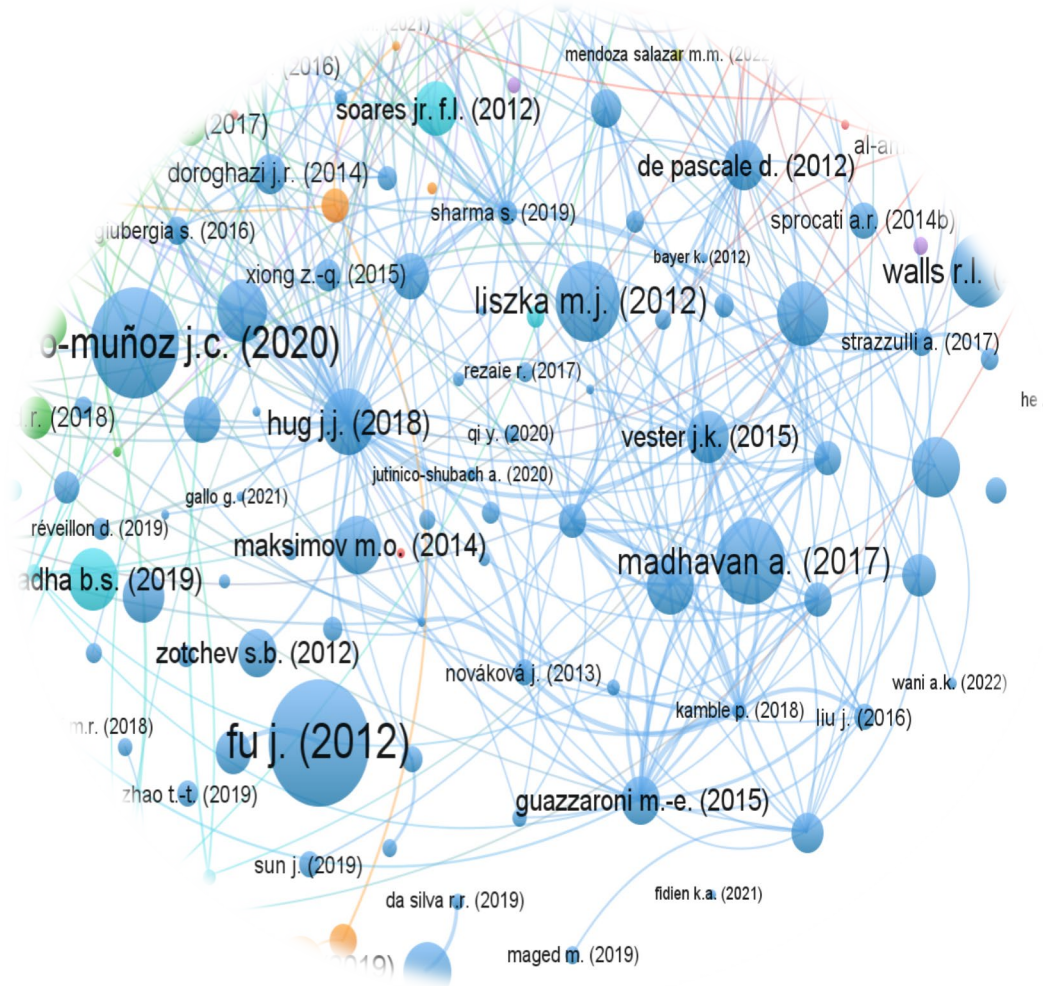 (2016)
mendoza salazar m.m.
soares jr. f.l. (2012)
(2017)
doroghazi j.r. (2014)
de pascale d. (2012)
sharma s. (2019)
sprocati a.r. (2014b)
giubergia s. (2016)
bayer k. (2012)
xiong z.-q. (2015)
walls r.l.
liszka m.j. (2012)
o-muñoz j.c. (2020)
strazzulli a. (2017)
rezaie r. (2017)
he
.r. (2018)
hug j.j. (2018)
qi y. (2020)
vester j.k. (2015)
jutinico-shubach a. (2020)
gallo g. (2021)
réveillon d. (2019)
maksimov m.o. (2014)
madhavan a. (2017)
adha b.s. (2019)
zotchev s.b. (2012)
nováková j. (2013)
wani a.k. (2022)
kamble p. (2018)
liu j. (2016)
m.r. (2018)
fu j. (2012)
zhao t.-t. (2019)
guazzaroni m.-e. (2015)
sun j. (2019)
da silva r.r. (2019)
fidien k.a. (2021)
maged m. (2019)